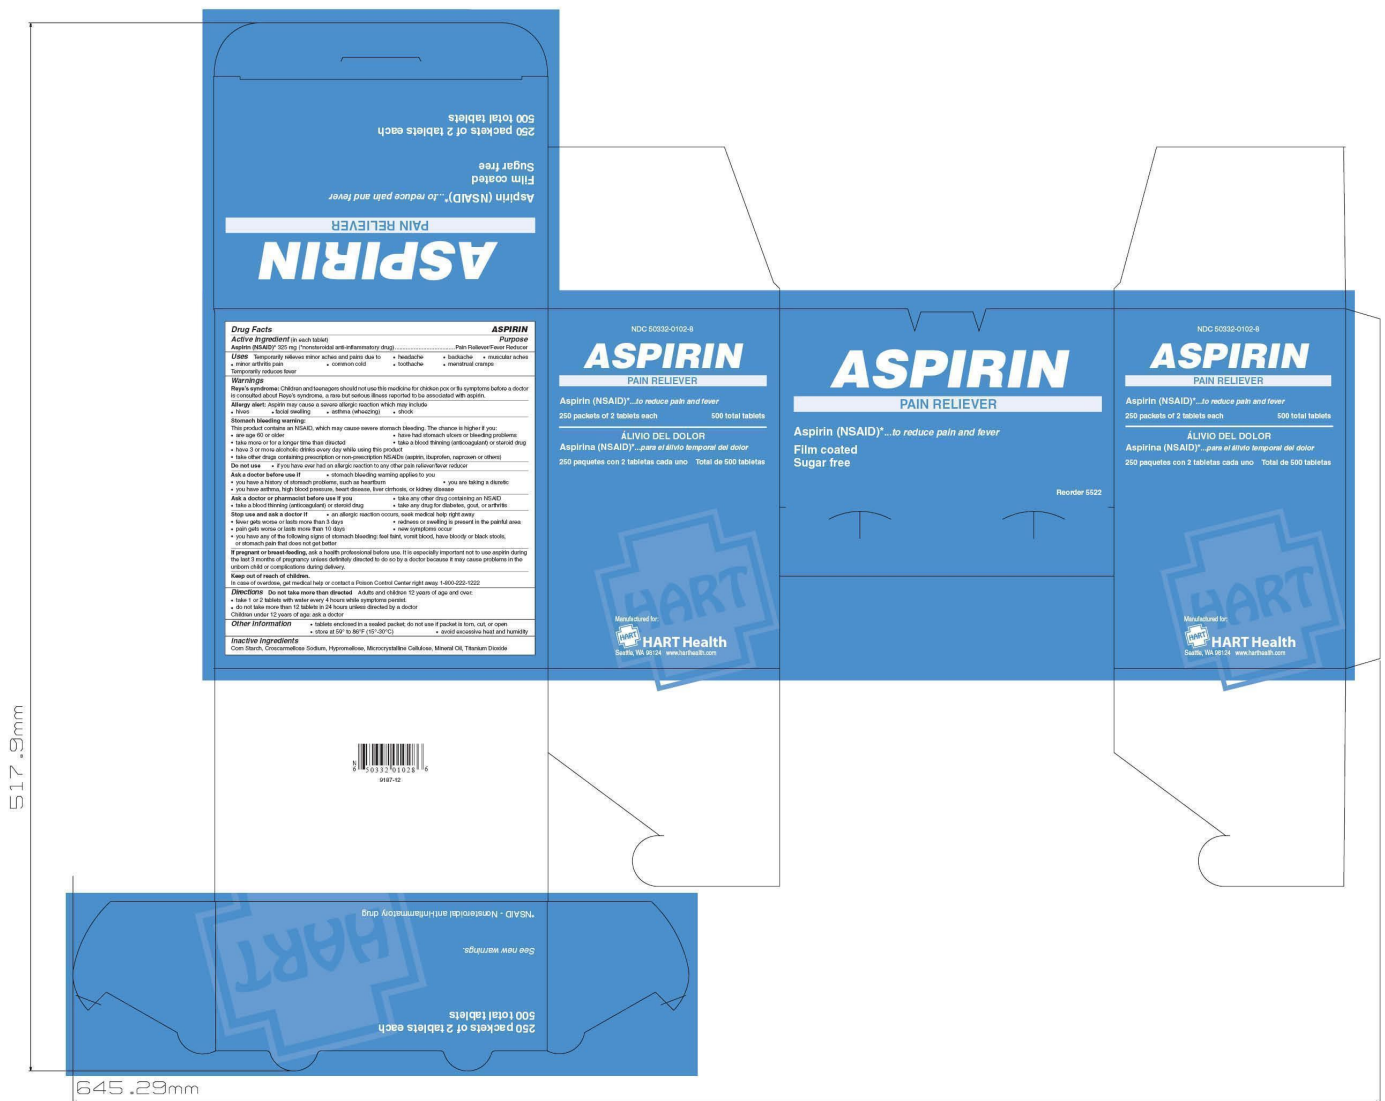 500 total tablets
250 packets of 2 tablets each
Sugar free
Film coated
Aspirin (NSAID)*...to reduce pain and fever
PAIN RELIEVER
ASPIRIN
Drug Facts ASPIRIN
Active Ingredient (in each tablet) Purpose
Aspirin (NSAID)* 325 mg (*nonsteroidal anti-inflammatory drug)....................................Pain Reliever/Fever Reducer
Uses Temporarily relieves minor aches and pains due to • headache • backache • muscular aches
• minor arthritis pain • common cold • toothache • menstrual cramps
Temporarily reduces fever
Warnings
Reye's syndrome: Children and teenagers should not use this medicine for chicken pox or flu symptoms before a doctor
is consulted about Reye's syndrome, a rare but serious illness reported to be associated with aspirin.
Allergy alert: Aspirin may cause a severe allergic reaction which may include
• hives • facial swelling • asthma (wheezing) • shock
Stomach bleeding warning:
This product contains an NSAID, which may cause severe stomach bleeding. The chance is higher if you:
• are age 60 or older • have had stomach ulcers or bleeding problems
• take more or for a longer time than directed • take a blood thinning (anticoagulant) or steroid drug
• have 3 or more alcoholic drinks every day while using this product
• take other drugs containing prescription or non-prescription NSAIDs (aspirin, ibuprofen, naproxen or others)
Do not use • if you have ever had an allergic reaction to any other pain reliever/fever reducer
Ask a doctor before use if • stomach bleeding warning applies to you
• you have a history of stomach problems, such as heartburn • you are taking a diuretic
• you have asthma, high blood pressure, heart disease, liver cirrhosis, or kidney disease
Ask a doctor or pharmacist before use if you • take any other drug containing an NSAID
• take a blood thinning (anticoagulant) or steroid drug • take any drug for diabetes, gout, or arthritis
Stop use and ask a doctor if • an allergic reaction occurs, seek medical help right away
• fever gets worse or lasts more than 3 days • redness or swelling is present in the painful area
• pain gets worse or lasts more than 10 days • new symptoms occur
• you have any of the following signs of stomach bleeding: feel faint, vomit blood, have bloody or black stools,
or stomach pain that does not get better
If pregnant or breast-feeding, ask a health professional before use. It is especially important not to use aspirin during
the last 3 months of pregnancy unless definitely directed to do so by a doctor because it may cause problems in the
unborn child or complications during delivery.
Keep out of reach of children.
In case of overdose, get medical help or contact a Poison Control Center right away. 1-800-222-1222
Directions Do not take more than directed Adults and children 12 years of age and over:
• take 1 or 2 tablets with water every 4 hours while symptoms persist.
• do not take more than 12 tablets in 24 hours unless directed by a doctor
Children under 12 years of age: ask a doctor
Other Information • tablets enclosed in a sealed packet; do not use if packet is torn, cut, or open
• store at 59° to 86°F (15°-30°C) • avoid excessive heat and humidity
Inactive Ingredients
Corn Starch, Croscarmellose Sodium, Hypromellose, Microcrystalline Cellulose, Mineral Oil, Titanium Dioxide
NDC 50332-0102-8
ASPIRIN
PAIN RELIEVER
Aspirin (NSAID)*...to reduce pain and fever
250 packets of 2 tablets each 500 total tablets
ÁLIVIO DEL DOLOR
Aspirina (NSAID)*...para el álivio temporal del dolor
250 paquetes con 2 tabletas cada uno Total de 500 tabletas
HART
Manufactured for:
HART
HART Health
Seattle, WA 98124 www.harthealth.com
ASPIRIN
PAIN RELIEVER
Aspirin (NSAID)*...to reduce pain and fever
Film coated
Sugar free
Reorder 5522
NDC 50332-0102-8
ASPIRIN
PAIN RELIEVER
Aspirin (NSAID)*...to reduce pain and fever
250 packets of 2 tablets each 500 total tablets
ÁLIVIO DEL DOLOR
Aspirina (NSAID)*...para el álivio temporal del dolor
250 paquetes con 2 tabletas cada uno Total de 500 tabletas
HART
Manufactured for:
HART
HART Health
Seattle, WA 98124 www.harthealth.com
N
6 50332 01028 6
9187-12
*NSAID - Nonsteroidal anti-inflammatory drug
HART
See new warnings.
500 total tablets
250 packets of 2 tablets each
517.9mm
645.29mm